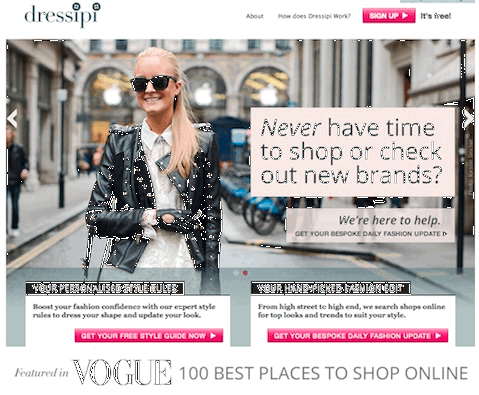 dressipi
About How does Dressipi Work? SIGN UP It's free!
Never have time
to shop or check
out new brands?
We're here to help.
GET YOUR BESPOKE DAILY FASHION UPDATE
YOUR PERSONALISED STYLE RULES
Boost your fashion confidence with our expert style
rules to dress your shape and update your look.
GET YOUR FREE STYLE GUIDE NOW
YOUR HAND-PICKED FASHION EDIT
From high street to high end, we search shops online
for top looks and trends to suit your style.
GET YOUR BESPOKE DAILY FASHION UPDATE
Featured in VOGUE 100 BEST PLACES TO SHOP ONLINE